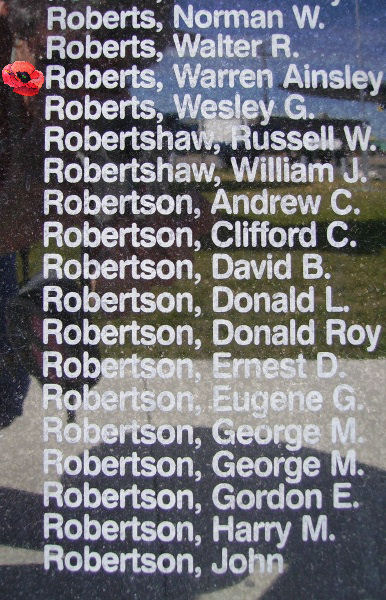 Roberts, Norman W.
Roberts, Walter R.
Roberts, Warren Ainsley
Roberts, Wesley G.
Robertshaw, Russell W.
Robertshaw, William J.
Robertson, Andrew C.
Robertson, Clifford C.
Robertson, David B.
Robertson, Donald L.
Robertson, Donald Roy
Robertson, Ernest D.
Robertson, Eugene G.
Robertson, George M.
Robertson, George M.
Robertson, Gordon E.
Robertson, Harry M.
Robertson, John